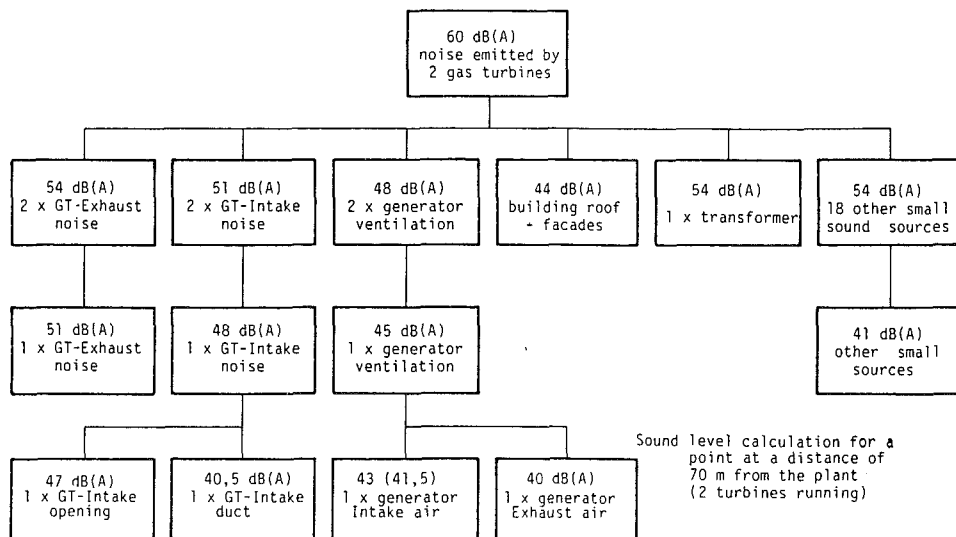 60 dB(A)
noise emitted by
2 gas turbines
54 dB(A)
2 x GT-Exhaust
noise
51 dB(A)
2 x GT-Intake
noise
48 dB(A)
2 x generator
ventilation
44 dB(A)
building roof
- facades
54 dB(A)
1 x transformer
54 dB(A)
18 other small
sound sources
51 dB(A)
1 x GT-Exhaust
noise
48 dB(A)
1 x GT-Intake
noise
45 dB(A)
1 x generator
ventilation
41 dB(A)
other small
sources
47 dB(A)
1 x GT-Intake
opening
40,5 dB(A)
1 x GT-Intake
duct
43 (41,5)
1 x generator
Intake air
40 dB(A)
1 x generator
Exhaust air
Sound level calculation for a
point at a distance of
70 m from the plant
(2 turbines running)